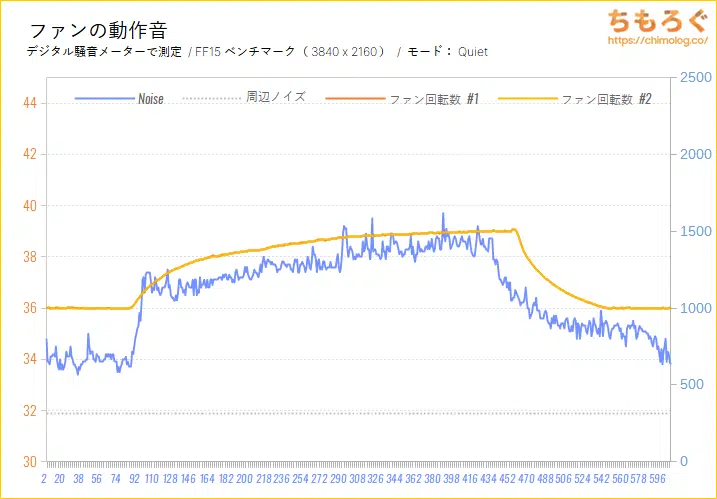 ファンの動作音
デジタル騒音メーターで測定 / FF15 ベンチマーク（ 3840 x 2160 ） / モード： Quiet
ちもろぐ
https://chimolog.co/
Noise 周辺ノイズ ファン回転数 #1 ファン回転数 #2
44
42
40
38
36
34
32
30
2500
2000
1500
1000
500
0
2 20 38 56 74 92 110 128 146 164 182 200 218 236 254 272 290 308 326 344 362 380 398 416 434 452 470 488 506 524 542 560 578 596